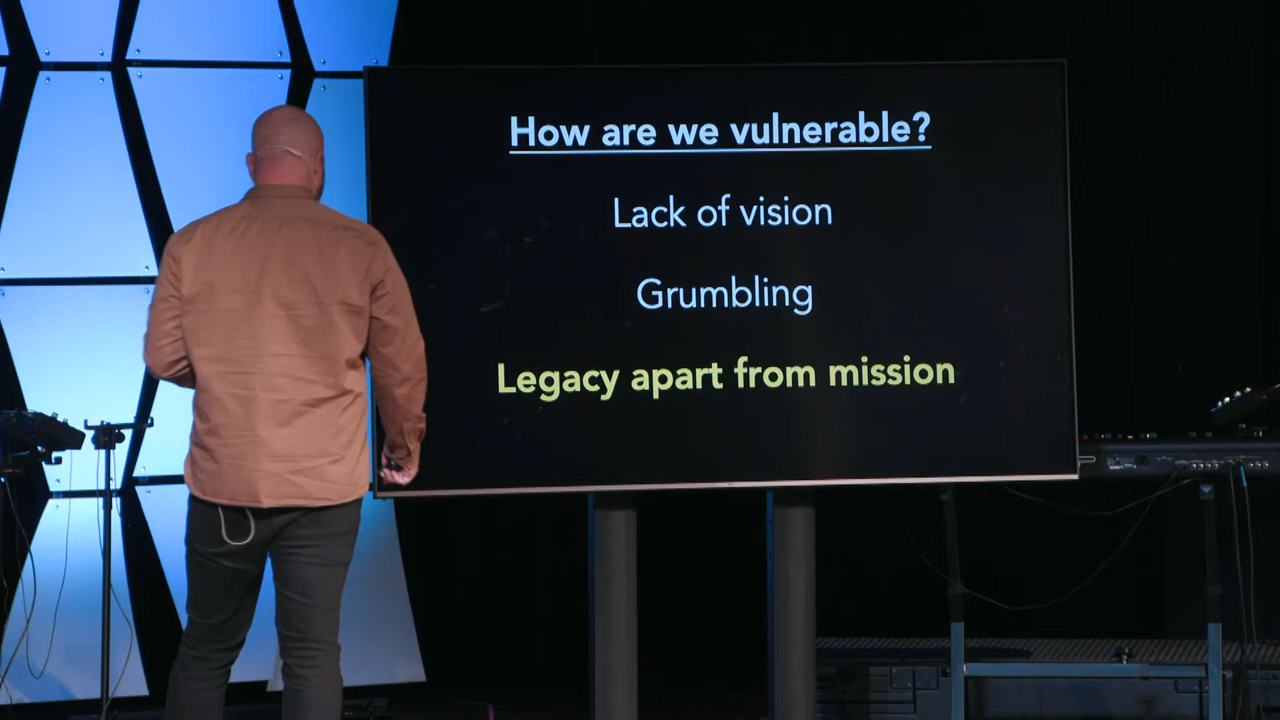 How are we vulnerable?
Lack of vision
Grumbling
Legacy apart from mission